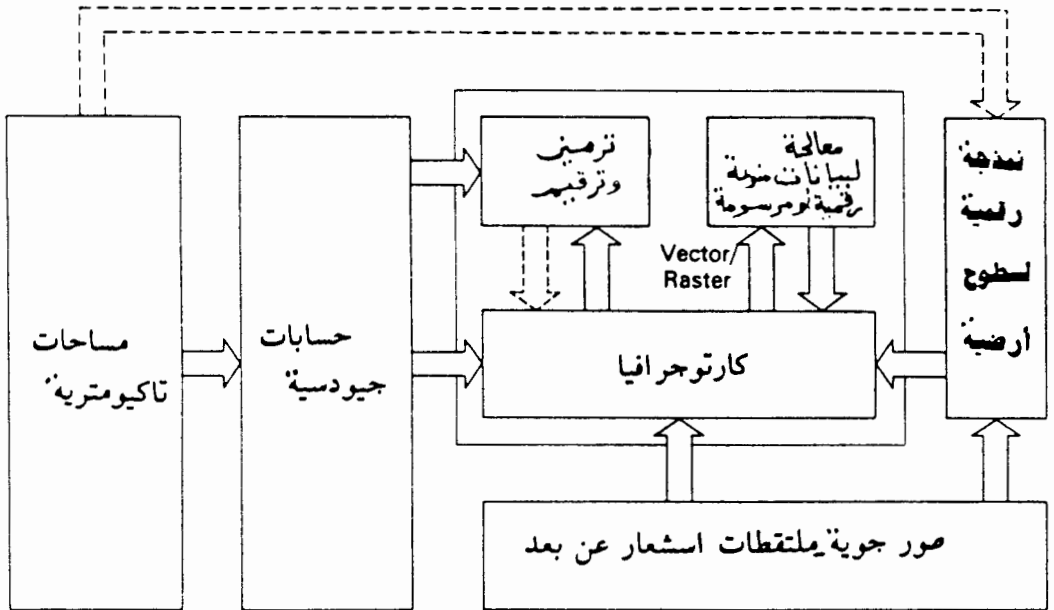 مساحات
تاكيومترية
حسابات
جيودسية
ترميز
وترقيم
معالجة
لبيانات
رقمية أو مرسومة
Vector/
Raster
كارتوجرافيا
نمذجة
رقمية
لسطوح
أرضية
صور جوية ملتقطات استشعار عن بعد